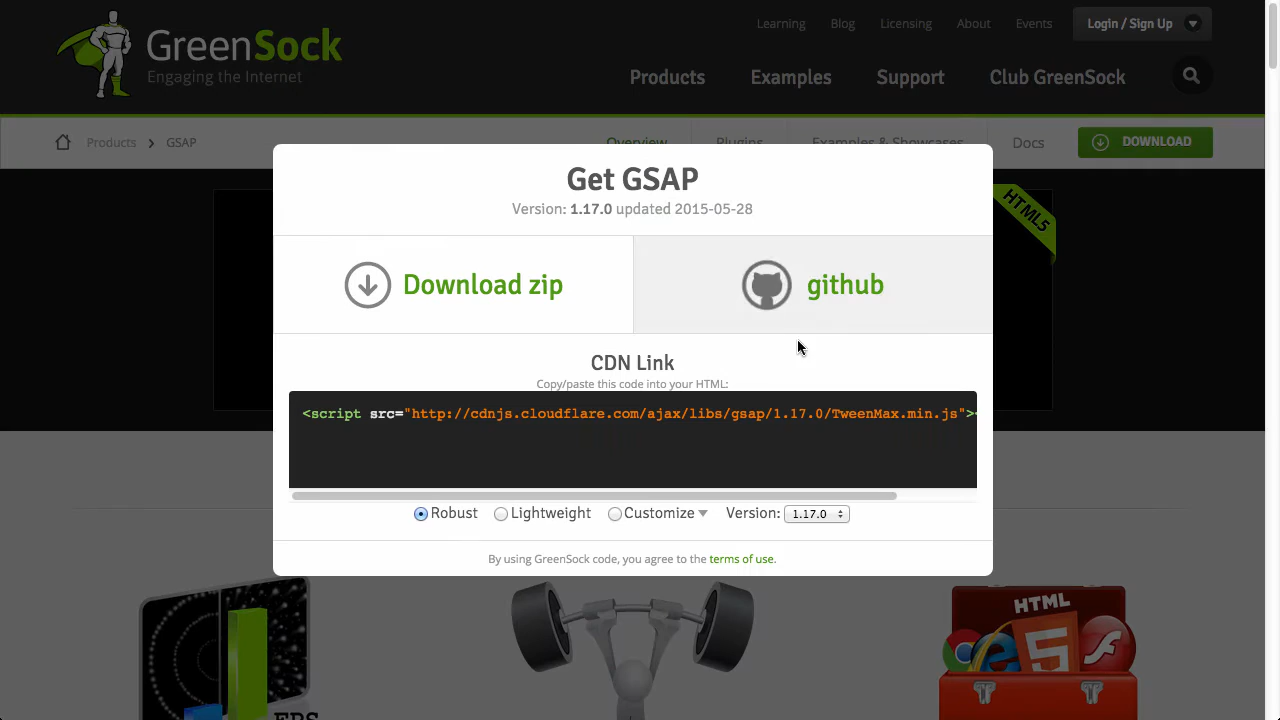 Learning Blog Licensing About Events Login / Sign Up
GreenSock
Engaging the Internet
Products Examples Support Club GreenSock
Products GSAP Overview Plugins Examples & Showcases Docs DOWNLOAD
Get GSAP
Version: 1.17.0 updated 2015-05-28
HTML5
Download zip github
CDN Link
Copy/paste this code into your HTML:
<script src="http://cdnjs.cloudflare.com/ajax/libs/gsap/1.17.0/TweenMax.min.js"><
Robust Lightweight Customize Version: 1.17.0
By using GreenSock code, you agree to the terms of use.
HTML